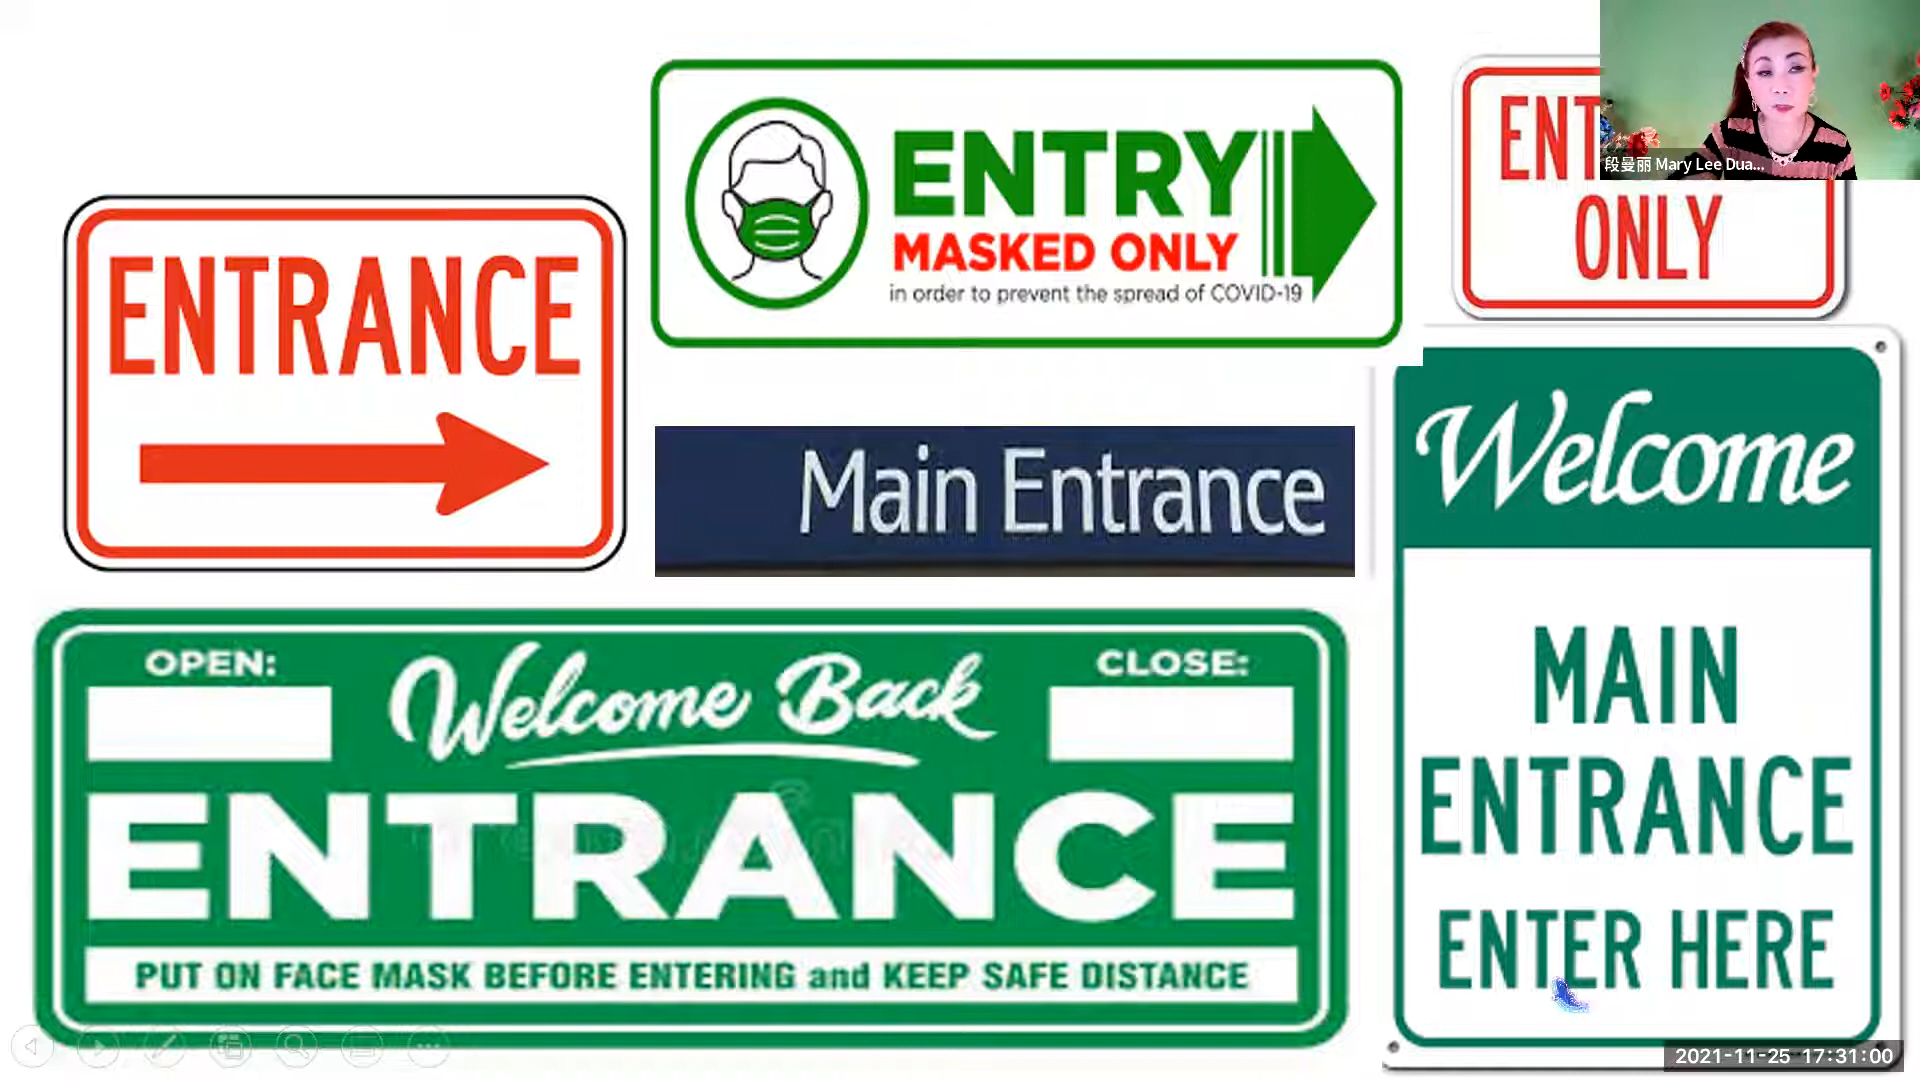 ENTRANCE
ENTRY
MASKED ONLY
in order to prevent the spread of COVID-19
ONLY
段曼丽 Mary Lee Dua...
Main Entrance
Welcome
MAIN
ENTRANCE
ENTER HERE
OPEN:
Welcome Back
CLOSE:
ENTRANCE
PUT ON FACE MASK BEFORE ENTERING and KEEP SAFE DISTANCE
2021-11-25 17:31:00